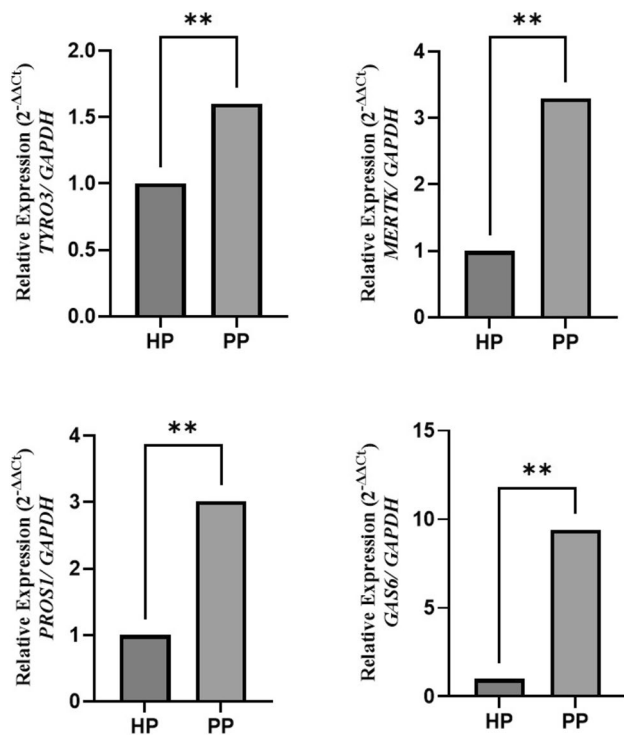 **
Relative Expression (2-ΔΔCt)
TYRO3/ GAPDH
2.0
1.5
1.0
0.5
0.0
HP PP
**
Relative Expression (2-ΔΔCt)
MERTK/ GAPDH
4
3
2
1
0
HP PP
**
Relative Expression (2-ΔΔCt)
PROS1/ GAPDH
4
3
2
1
0
HP PP
**
Relative Expression (2-ΔΔCt)
GAS6/ GAPDH
15
10
5
0
HP PP